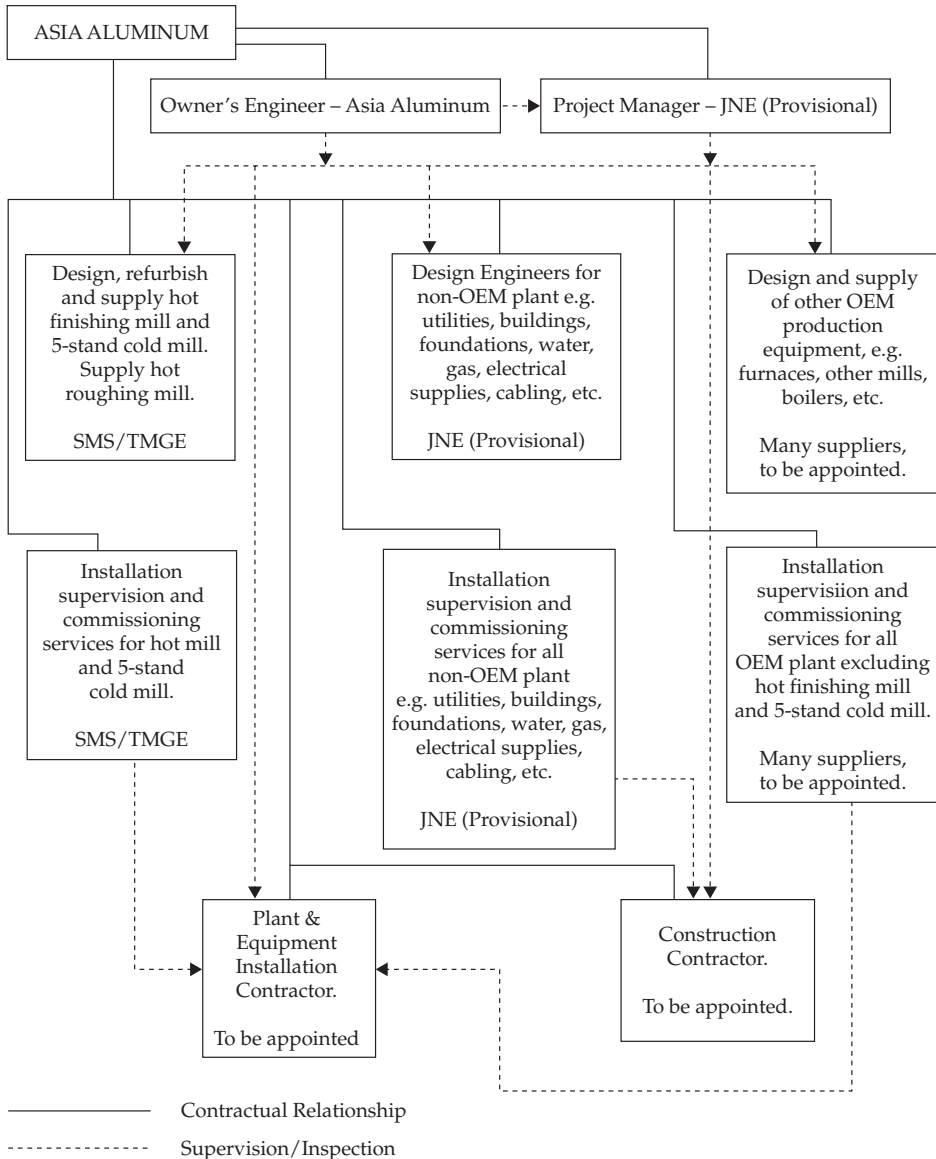 ASIA ALUMINUM
Owner's Engineer – Asia Aluminum
Project Manager – JNE (Provisional)
Design, refurbish
and supply hot
finishing mill and
5-stand cold mill.
Supply hot
roughing mill.
SMS/TMGE
Design Engineers for
non-OEM plant e.g.
utilities, buildings,
foundations, water,
gas, electrical
supplies, cabling, etc.
JNE (Provisional)
Design and supply
of other OEM
production
equipment, e.g.
furnaces, other mills,
boilers, etc.
Many suppliers,
to be appointed.
Installation
supervision and
commissioning
services for hot mill
and 5-stand
cold mill.
SMS/TMGE
Installation
supervision and
commissioning
services for all
non-OEM plant
e.g. utilities, buildings,
foundations, water, gas,
electrical supplies,
cabling, etc.
JNE (Provisional)
Installation
supervisiion and
commissioning
services for all
OEM plant excluding
hot finishing mill
and 5-stand cold mill.
Many suppliers,
to be appointed.
Plant &
Equipment
Installation
Contractor.
To be appointed
Construction
Contractor.
To be appointed.
Contractual Relationship
Supervision/Inspection